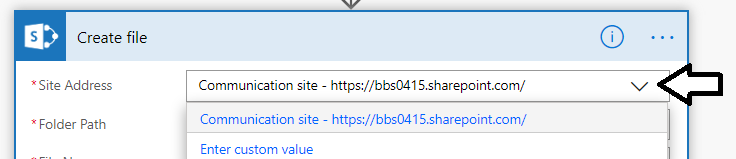 S
Create file
*Site Address
Communication site - https://bbs0415.sharepoint.com/
Communication site - https://bbs0415.sharepoint.com/
*Folder Path
Enter custom value